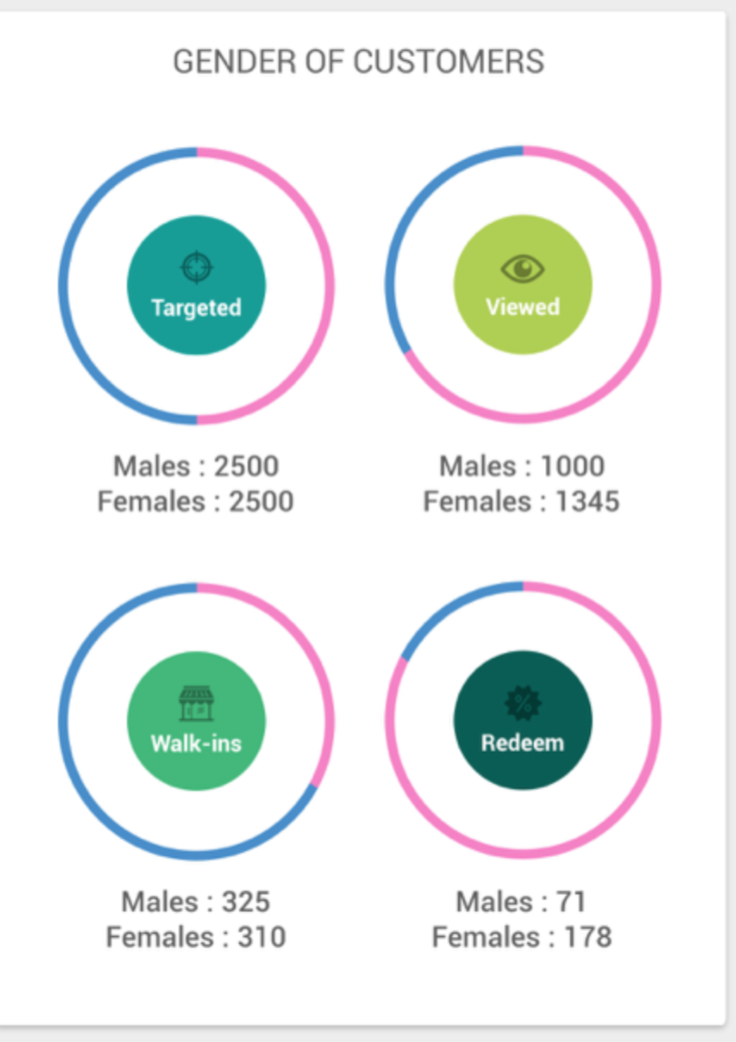 GENDER OF CUSTOMERS
Targeted
Males : 2500
Females : 2500
Viewed
Males : 1000
Females : 1345
Walk-ins
Males : 325
Females : 310
%
Redeem
Males : 71
Females : 178